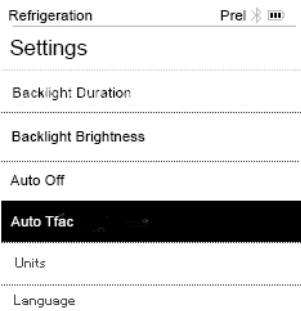 Refrigeration Prel
Settings
Backlight Duration
Backlight Brightness
Auto Off
Auto Tfac
Units
Language